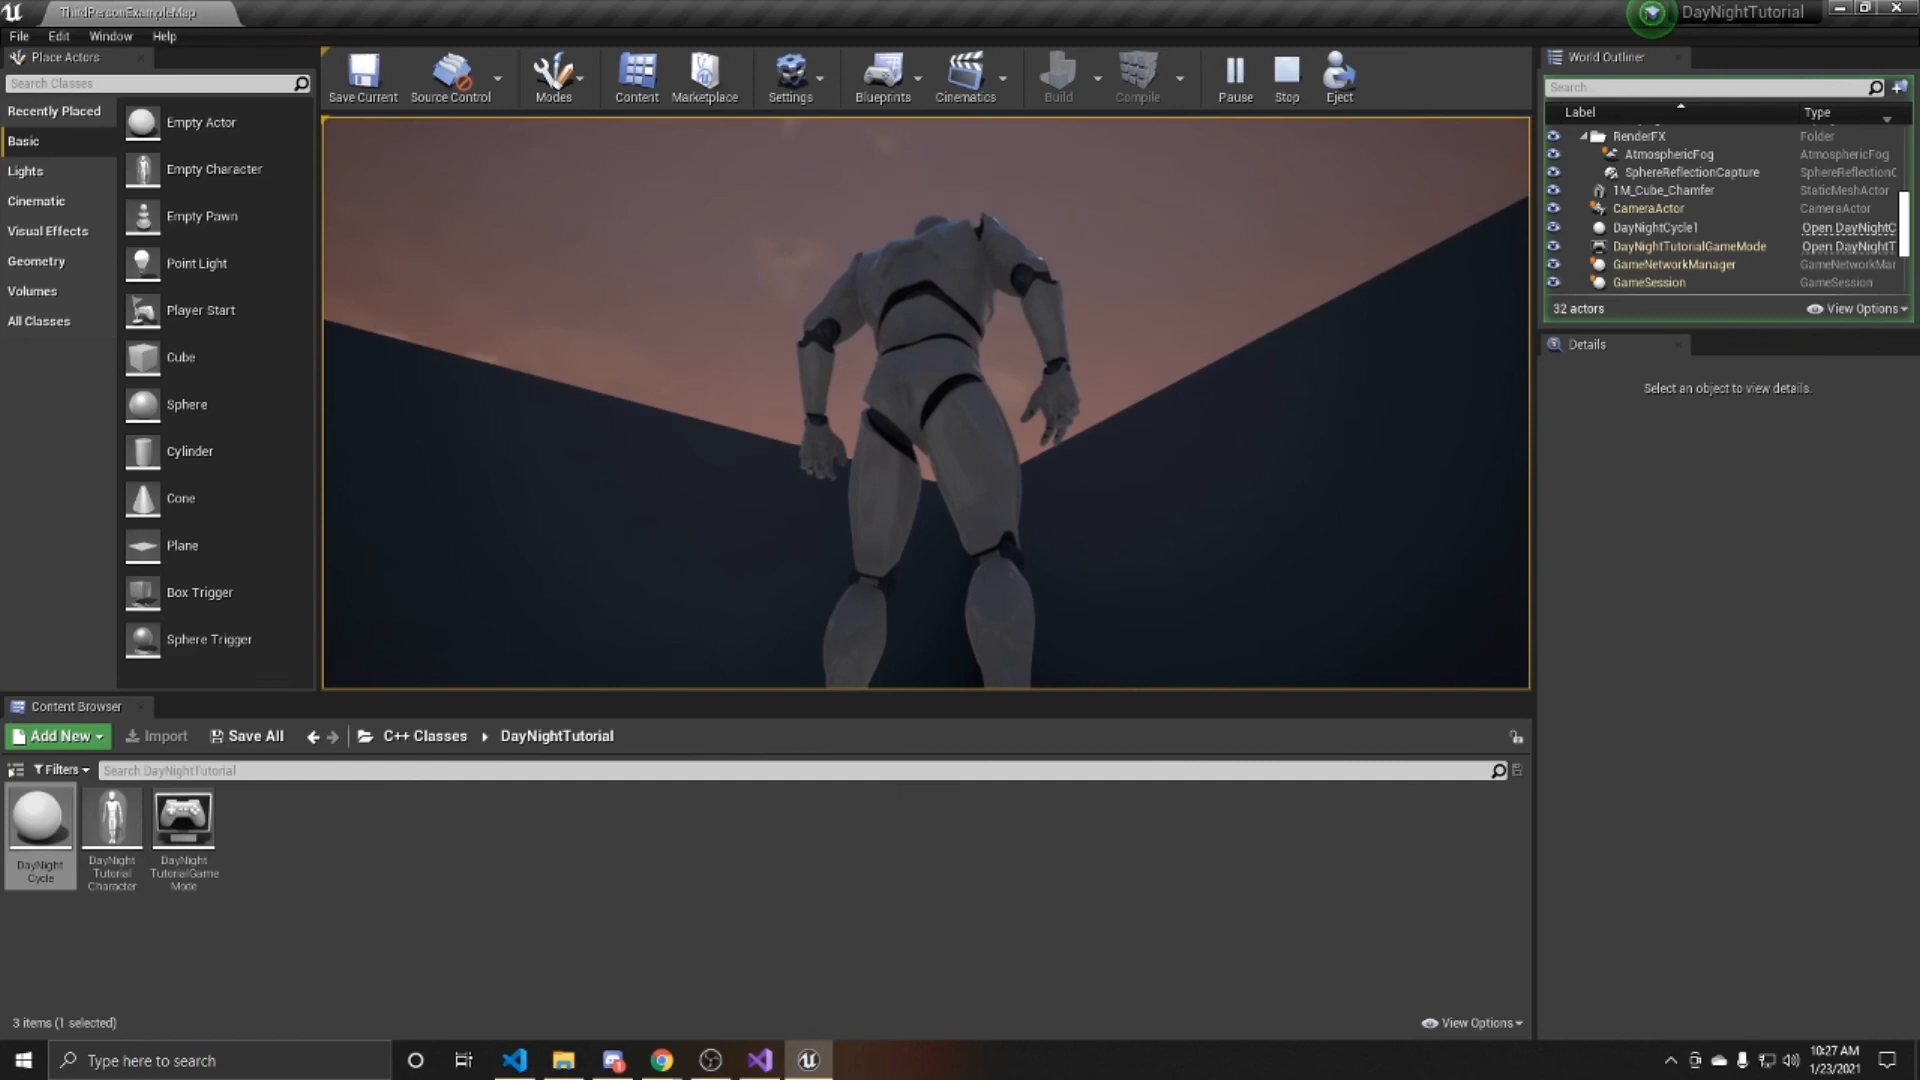 ThirdPersonExampleMap
DayNightTutorial
File Edit Window Help
Place Actors
Search Classes
Recently Placed
Basic
Lights
Cinematic
Visual Effects
Geometry
Volumes
All Classes
Empty Actor
Empty Character
Empty Pawn
Point Light
Player Start
Cube
Sphere
Cylinder
Cone
Plane
Box Trigger
Sphere Trigger
Save Current Source Control Modes Content Marketplace Settings Blueprints Cinematics Build Compile Pause Stop Eject
World Outliner
Search...
Label Type
RenderFX Folder
AtmosphericFog AtmosphericFog
SphereReflectionCapture SphereReflectionC
1M_Cube_Chamfer StaticMeshActor
CameraActor CameraActor
DayNightCycle1 Open DayNightC
DayNightTutorialGameMode Open DayNightT
GameNetworkManager GameNetworkMar
GameSession GameSession
32 actors View Options
Details
Select an object to view details.
Content Browser
Add New Import Save All C++ Classes DayNightTutorial
Filters Search DayNightTutorial
DayNight
Cycle
DayNight
Tutorial
Character
DayNight
TutorialGame
Mode
3 items (1 selected) View Options
Type here to search
10:27 AM
1/23/2021